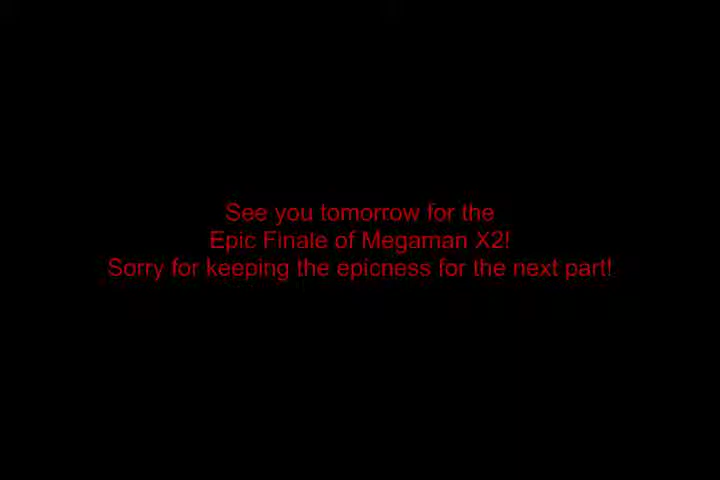 See you tomorrow for the
Epic Finale of Megaman X2!
Sorry for keeping the epicness for the next part!